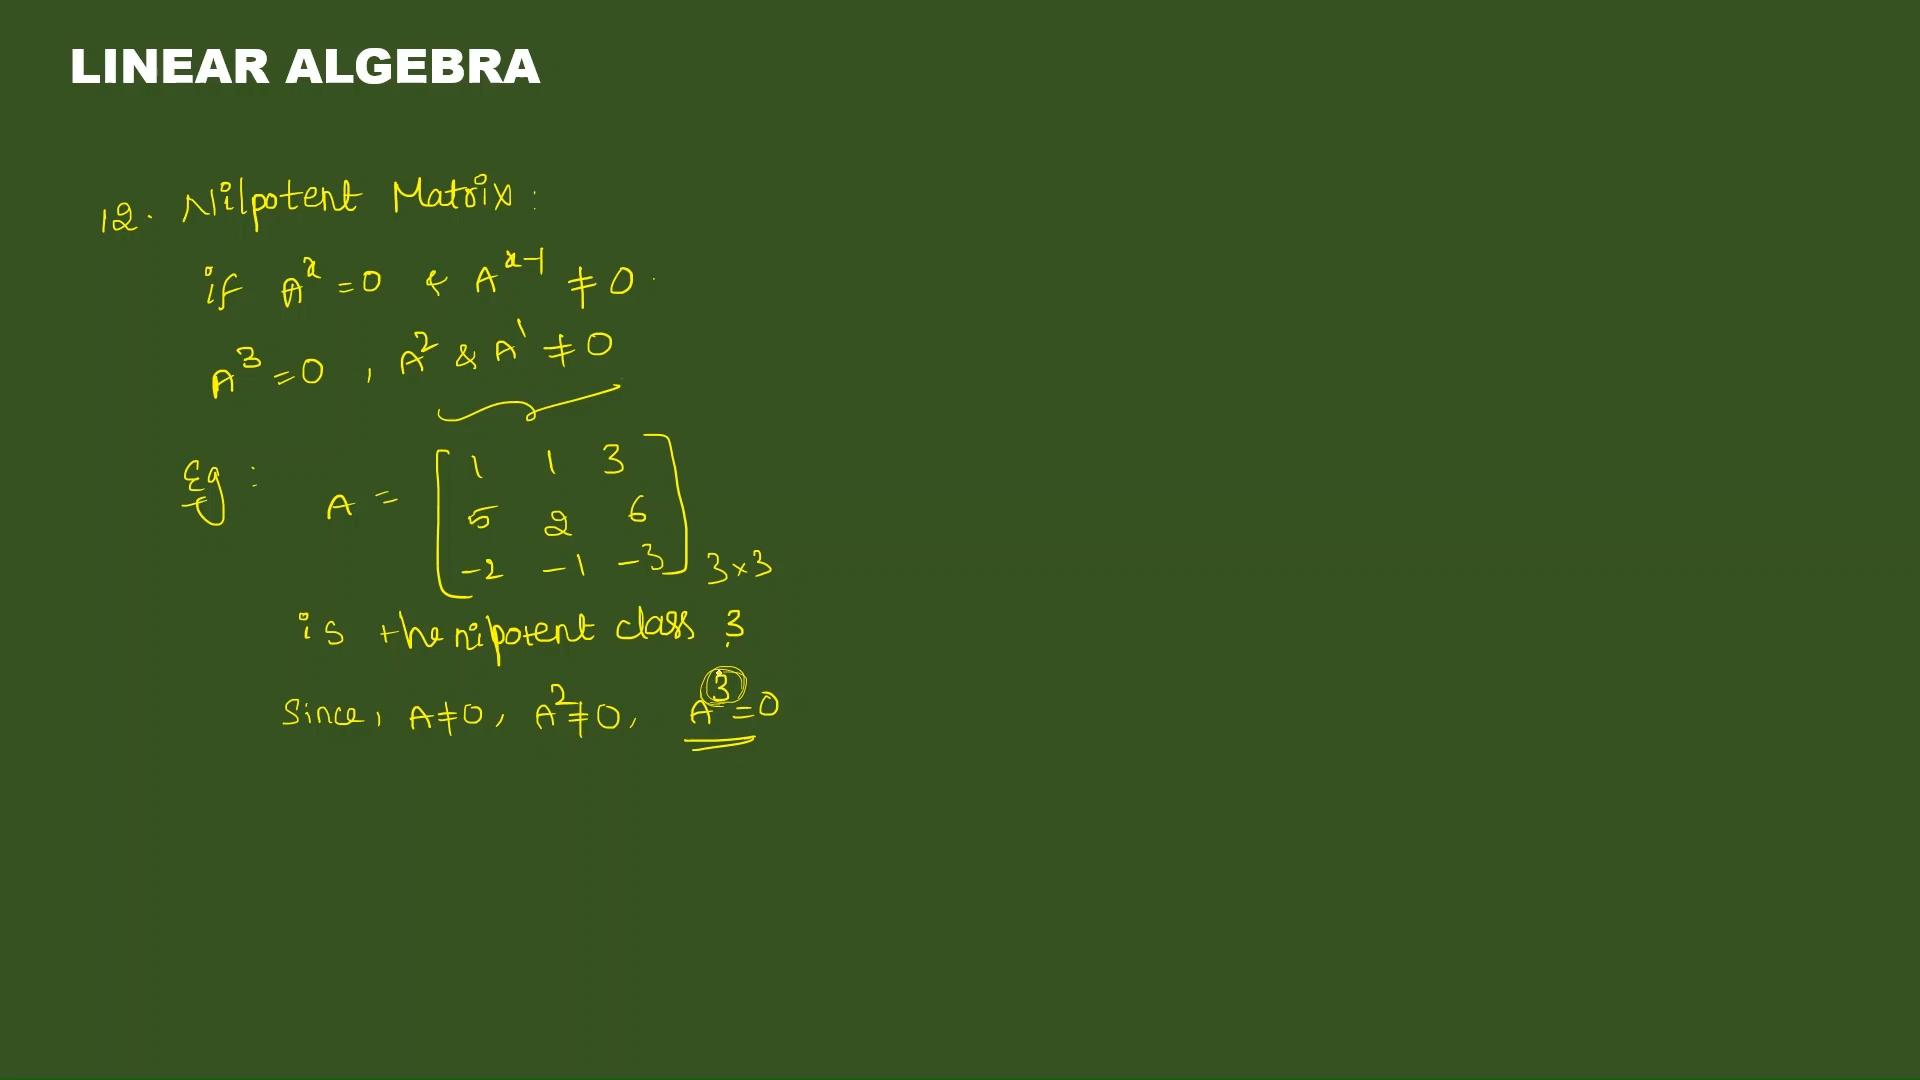 LINEAR ALGEBRA
12. Nilpotent Matrix:
if A^x = 0 & A^x-1 ≠ 0.
A^3 = 0, A^2 & A^1 ≠ 0
Eg: A =
1 1 3
5 2 6
-2 -1 -3 3×3
is the nilpotent class 3
Since, A≠0, A^2≠0, A^3=0